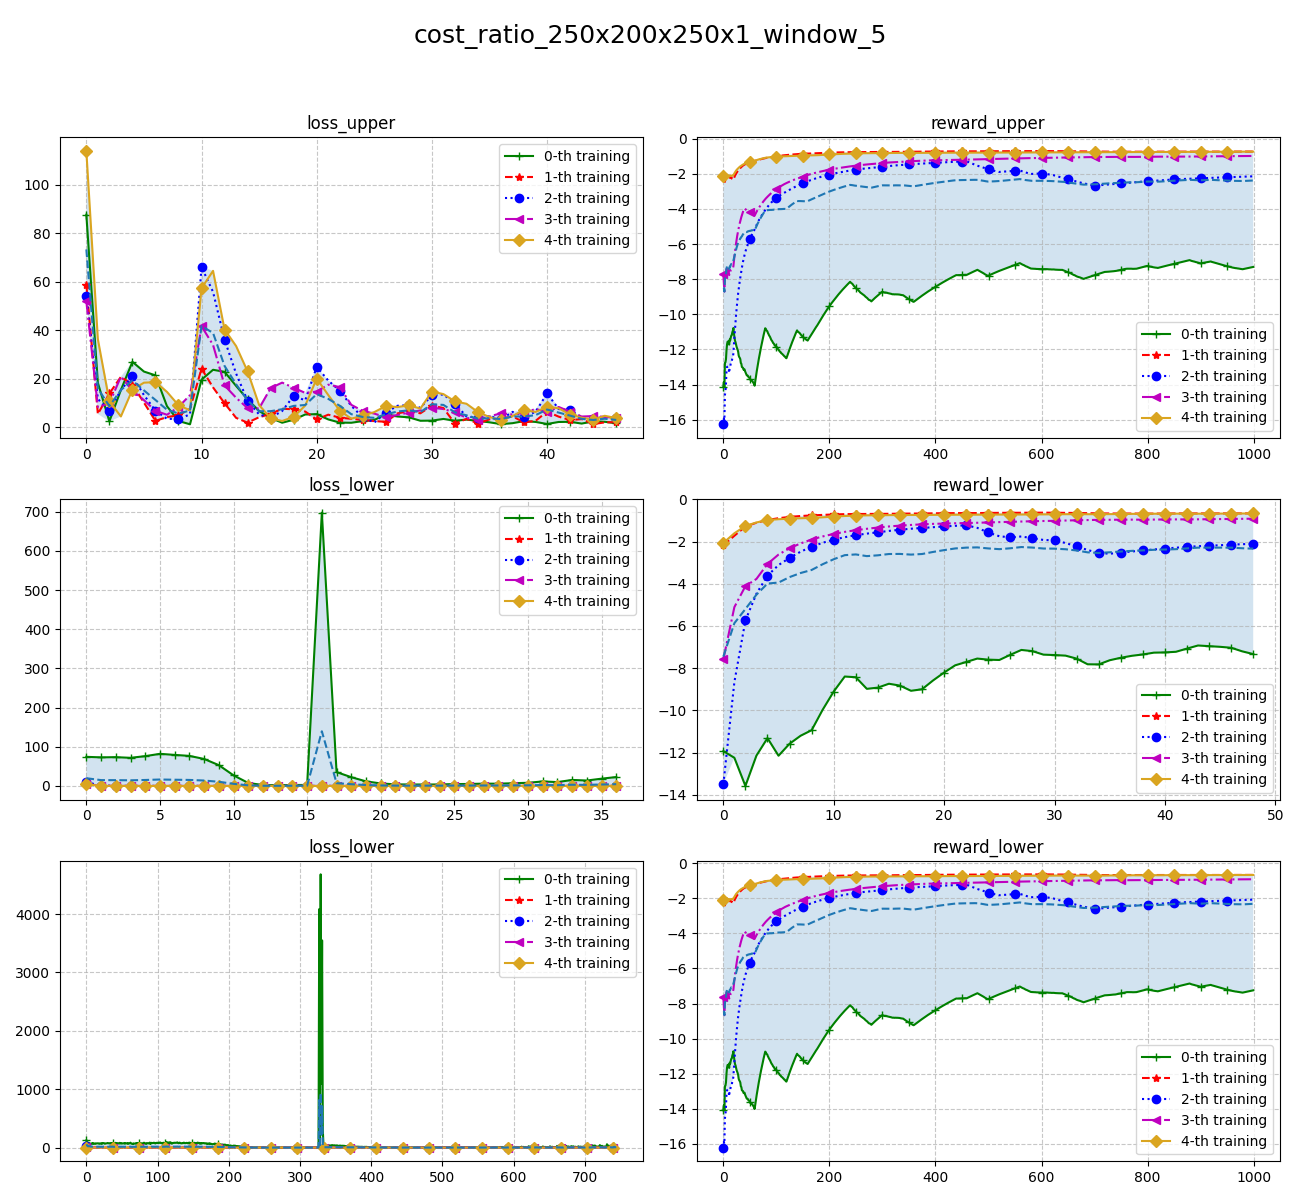 cost_ratio_250x200x250x1_window_5
loss_upper
100
80
60
40
20
0
0 10 20 30 40
0-th training
1-th training
2-th training
3-th training
4-th training
reward_upper
0
−2
−4
−6
−8
−10
−12
−14
−16
0 200 400 600 800 1000
0-th training
1-th training
2-th training
3-th training
4-th training
loss_lower
700
600
500
400
300
200
100
0
0 5 10 15 20 25 30 35
0-th training
1-th training
2-th training
3-th training
4-th training
reward_lower
0
−2
−4
−6
−8
−10
−12
−14
0 10 20 30 40 50
0-th training
1-th training
2-th training
3-th training
4-th training
loss_lower
4000
3000
2000
1000
0
0 100 200 300 400 500 600 700
0-th training
1-th training
2-th training
3-th training
4-th training
reward_lower
0
−2
−4
−6
−8
−10
−12
−14
−16
0 200 400 600 800 1000
0-th training
1-th training
2-th training
3-th training
4-th training